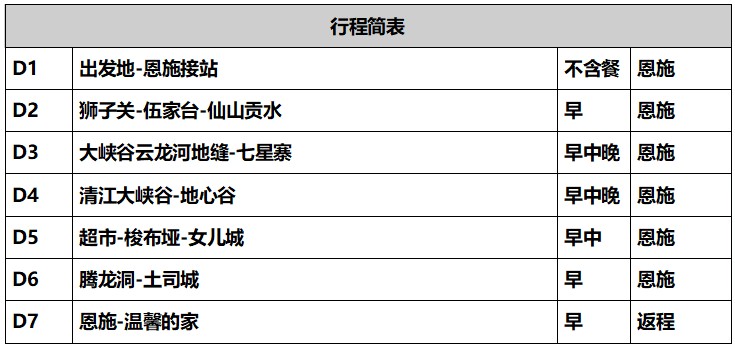 行程简表
D1 出发地-恩施接站 不含餐 恩施
D2 狮子关-伍家台-仙山贡水 早 恩施
D3 大峡谷云龙河地缝-七星寨 早中晚 恩施
D4 清江大峡谷-地心谷 早中晚 恩施
D5 超市-梭布垭-女儿城 早中 恩施
D6 腾龙洞-土司城 早 恩施
D7 恩施-温馨的家 早 返程